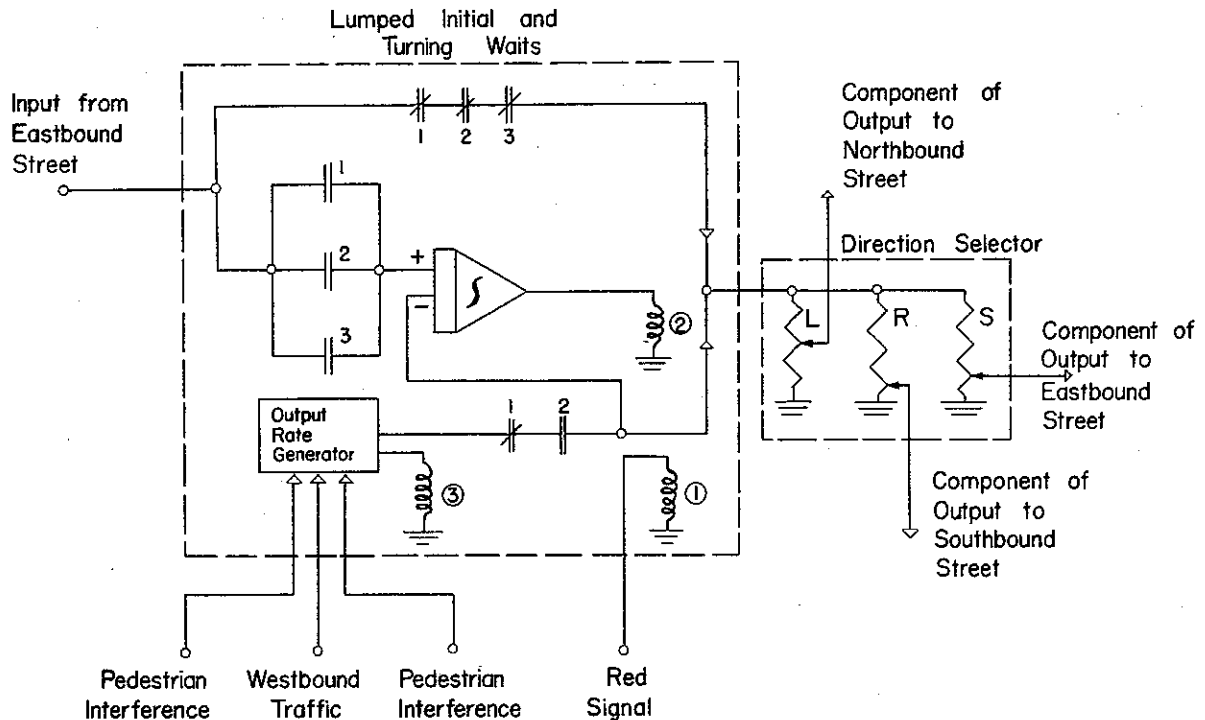 Lumped Initial and
Turning Waits
Input from
Eastbound
Street
1
2
3
1
2
3
+
−
∫
②
Output
Rate
Generator
1
2
③
①
Component of
Output to
Northbound
Street
Direction Selector
L
R
S
Component of
Output to
Eastbound
Street
Component of
Output to
Southbound
Street
Pedestrian
Interference
Westbound
Traffic
Pedestrian
Interference
Red
Signal